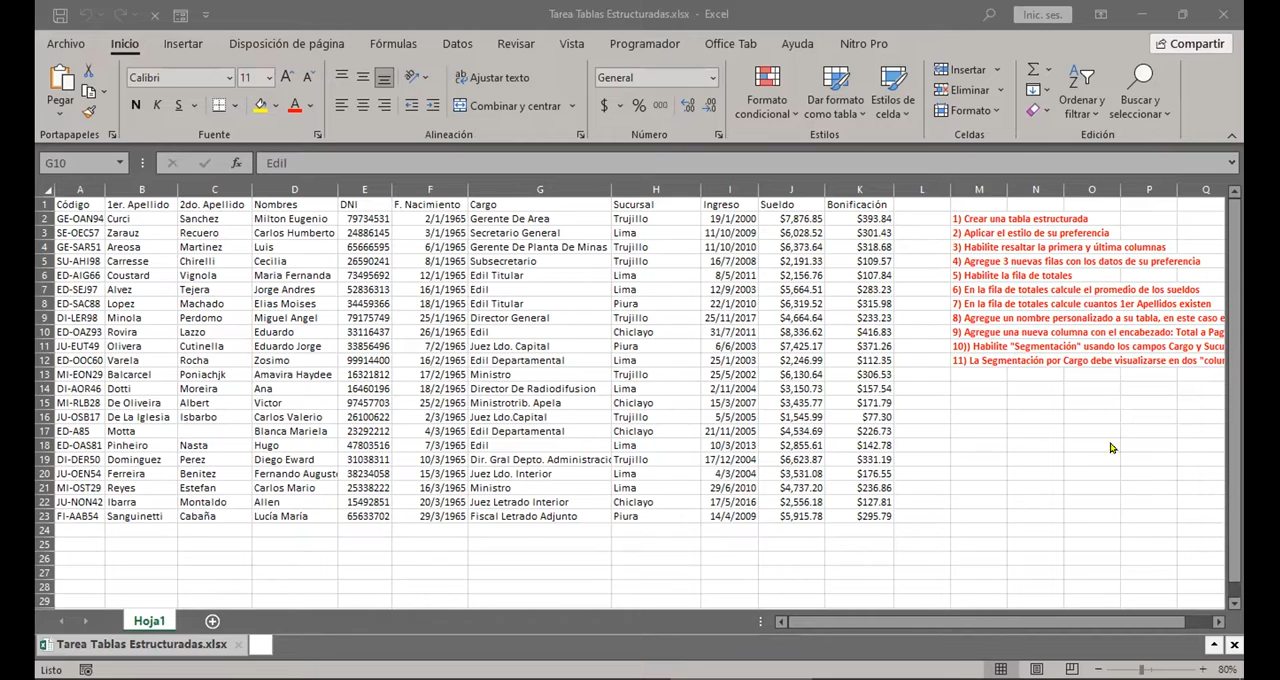 Tarea Tablas Estructuradas.xlsx - Excel
Inic. ses.
Archivo Inicio Insertar Disposición de página Fórmulas Datos Revisar Vista Programador Office Tab Ayuda Nitro Pro Compartir
Pegar
Calibri 11
N K S
Ajustar texto
Combinar y centrar
General
$ % 000
Formato condicional
Dar formato como tabla
Estilos de celda
Insertar
Eliminar
Formato
Ordenar y filtrar
Buscar y seleccionar
Portapapeles Fuente Alineación Número Estilos Celdas Edición
G10 fx Edil
A B C D E F G H I J K L M N O P Q
1 Código 1er. Apellido 2do. Apellido Nombres DNI F. Nacimiento Cargo Sucursal Ingreso Sueldo Bonificación
2 GE-OAN94 Curci Sanchez Milton Eugenio 79734531 2/1/1965 Gerente De Area Trujillo 19/1/2000 $7,876.85 $393.84 1) Crear una tabla estructurada
3 SE-OEC57 Zarauz Recuero Carlos Humberto 24886145 3/1/1965 Secretario General Lima 11/10/2009 $6,028.52 $301.43 2) Aplicar el estilo de su preferencia
4 GE-SAR51 Areosa Martinez Luis 65666595 6/1/1965 Gerente De Planta De Minas Trujillo 11/10/2010 $6,373.64 $318.68 3) Habilite resaltar la primera y última columnas
5 SU-AHI98 Carresse Chirelli Cecilia 26590241 8/1/1965 Subsecretario Trujillo 16/7/2008 $2,191.33 $109.57 4) Agregue 3 nuevas filas con los datos de su preferencia
6 ED-AIG66 Coustard Vignola Maria Fernanda 73495692 12/1/1965 Edil Titular Lima 8/5/2011 $2,156.76 $107.84 5) Habilite la fila de totales
7 ED-SEJ97 Alvez Tejera Jorge Andres 52836313 16/1/1965 Edil Lima 12/9/2003 $5,664.51 $283.23 6) En la fila de totales calcule el promedio de los sueldos
8 ED-SAC88 Lopez Machado Elias Moises 34459366 18/1/1965 Edil Titular Piura 22/1/2010 $6,319.52 $315.98 7) En la fila de totales calcule cuantos 1er Apellidos existen
9 DI-LER98 Minola Perdomo Miguel Angel 79175749 25/1/1965 Director General Trujillo 25/11/2017 $4,664.64 $233.23 8) Agregue un nombre personalizado a su tabla, en este caso e
10 ED-OAZ93 Rovira Lazzo Eduardo 33116437 26/1/1965 Edil Chiclayo 31/7/2011 $8,336.62 $416.83 9) Agregue una nueva columna con el encabezado: Total a Pag
11 JU-EUT49 Olivera Cutinella Eduardo Jorge 33856496 7/2/1965 Juez Ldo. Capital Piura 6/6/2003 $7,425.17 $371.26 10)) Habilite "Segmentación" usando los campos Cargo y Sucu
12 ED-OOC60 Varela Rocha Zosimo 99914400 16/2/1965 Edil Departamental Lima 25/1/2003 $2,246.99 $112.35 11) La Segmentación por Cargo debe visualizarse en dos "colum
13 MI-EON29 Balcarcel Poniachjk Amavira Haydee 16321812 17/2/1965 Ministro Trujillo 25/5/2002 $6,130.64 $306.53
14 DI-AOR46 Dotti Moreira Ana 16460196 18/2/1965 Director De Radiodifusion Lima 2/11/2004 $3,150.73 $157.54
15 MI-RLB28 De Oliveira Albert Victor 97457703 25/2/1965 Ministrotrib. Apela Chiclayo 15/3/2007 $3,435.77 $171.79
16 JU-OSB17 De La Iglesia Isbarbo Carlos Valerio 26100622 2/3/1965 Juez Ldo.Capital Trujillo 5/5/2005 $1,545.99 $77.30
17 ED-A85 Motta Blanca Mariela 23292212 4/3/1965 Edil Departamental Chiclayo 21/11/2005 $4,534.69 $226.73
18 ED-OAS81 Pinheiro Nasta Hugo 47803516 7/3/1965 Edil Lima 10/3/2013 $2,855.61 $142.78
19 DI-DER50 Dominguez Perez Diego Eward 31038311 10/3/1965 Dir. Gral Depto. Administracio Trujillo 17/12/2004 $6,623.87 $331.19
20 JU-OEN54 Ferreira Benitez Fernando Augusto 38234058 15/3/1965 Juez Ldo. Interior Lima 4/3/2004 $3,531.08 $176.55
21 MI-OST29 Reyes Estefan Carlos Mario 25338222 16/3/1965 Ministro Lima 29/6/2010 $4,737.20 $236.86
22 JU-NON42 Ibarra Montaldo Allen 15492851 20/3/1965 Juez Letrado Interior Chiclayo 17/5/2016 $2,556.18 $127.81
23 FI-AAB54 Sanguinetti Cabaña Lucía María 65633702 29/3/1965 Fiscal Letrado Adjunto Piura 14/4/2009 $5,915.78 $295.79
24
25
26
27
28
29
Hoja1
Tarea Tablas Estructuradas.xlsx
Listo 80%